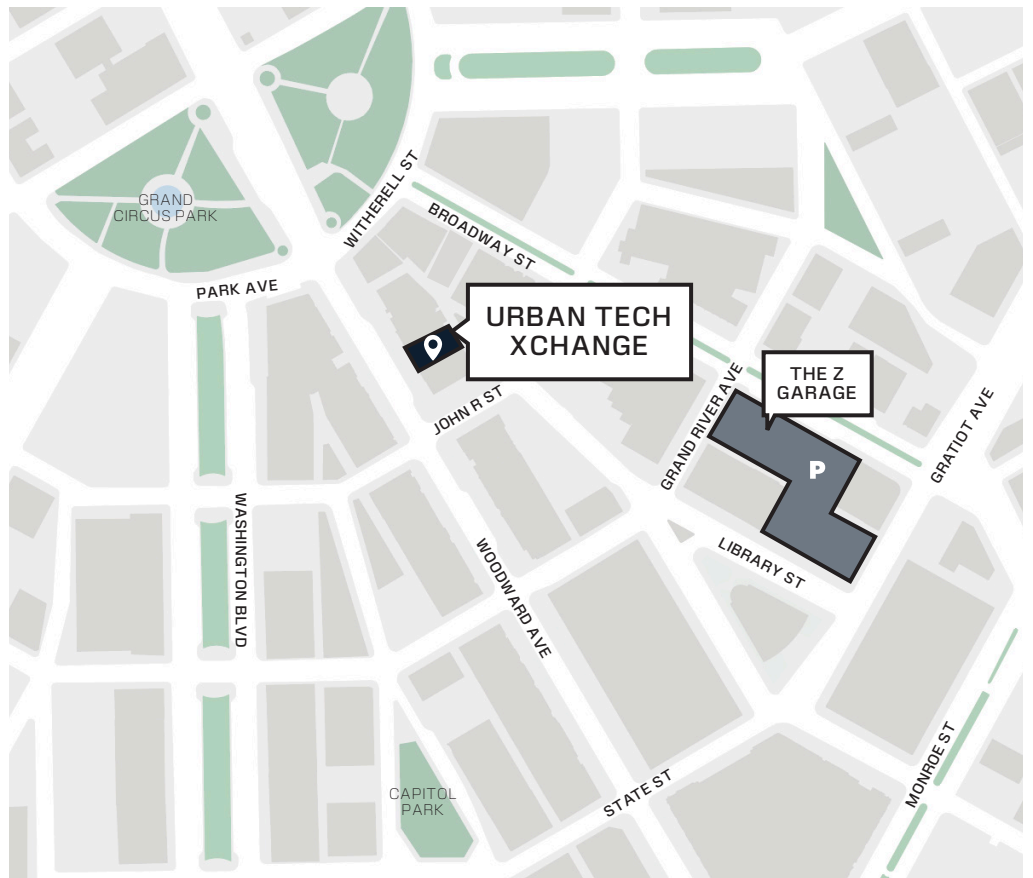 WITHERELL ST
GRAND
CIRCUS PARK
BROADWAY ST
PARK AVE
URBAN TECH
XCHANGE
THE Z
GARAGE
JOHN R ST
GRAND RIVER AVE
GRATIOT AVE
P
WASHINGTON BLVD
WOODWARD AVE
LIBRARY ST
MONROE ST
STATE ST
CAPITOL
PARK